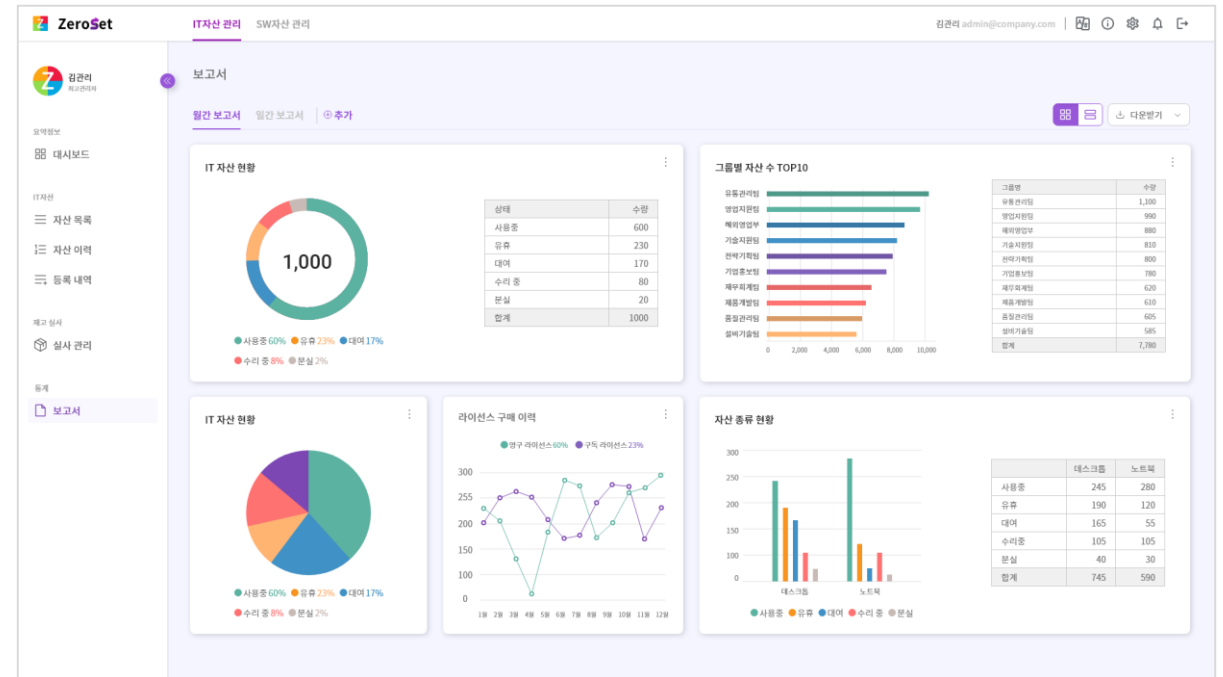 ZeroSet
IT자산 관리 SW자산 관리
김관리 admin@company.com
김관리
최고관리자
요약정보
대시보드
IT자산
자산 목록
자산 이력
등록 내역
재고 실사
실사 관리
통계
보고서
보고서
월간 보고서 일간 보고서 추가
다운받기
IT 자산 현황
1,000
사용중 60% 유휴 23% 대여 17%
수리 중 8% 분실 2%
상태 수량
사용중 600
유휴 230
대여 170
수리 중 80
분실 20
합계 1000
그룹별 자산 수 TOP10
유통관리팀
영업지원팀
해외영업부
기술지원팀
전략기획팀
기업홍보팀
재무회계팀
제품개발팀
품질관리팀
설비기술팀
0 2,000 4,000 6,000 8,000 10,000
그룹명 수량
유통관리팀 1,100
영업지원팀 990
해외영업부 880
기술지원팀 810
전략기획팀 800
기업홍보팀 780
재무회계팀 620
제품개발팀 610
품질관리팀 605
설비기술팀 585
합계 7,780
IT 자산 현황
사용중 60% 유휴 23% 대여 17%
수리 중 8% 분실 2%
라이선스 구매 이력
영구 라이선스 60% 구독 라이선스 23%
300
255
200
150
100
0
1월 2월 3월 4월 5월 6월 7월 8월 9월 10월 11월 12월
자산 종류 현황
300
250
200
150
100
0
데스크톱 노트북
사용중 유휴 대여 수리 중 분실
데스크톱 노트북
사용중 245 280
유휴 190 120
대여 165 55
수리중 105 105
분실 40 30
합계 745 590